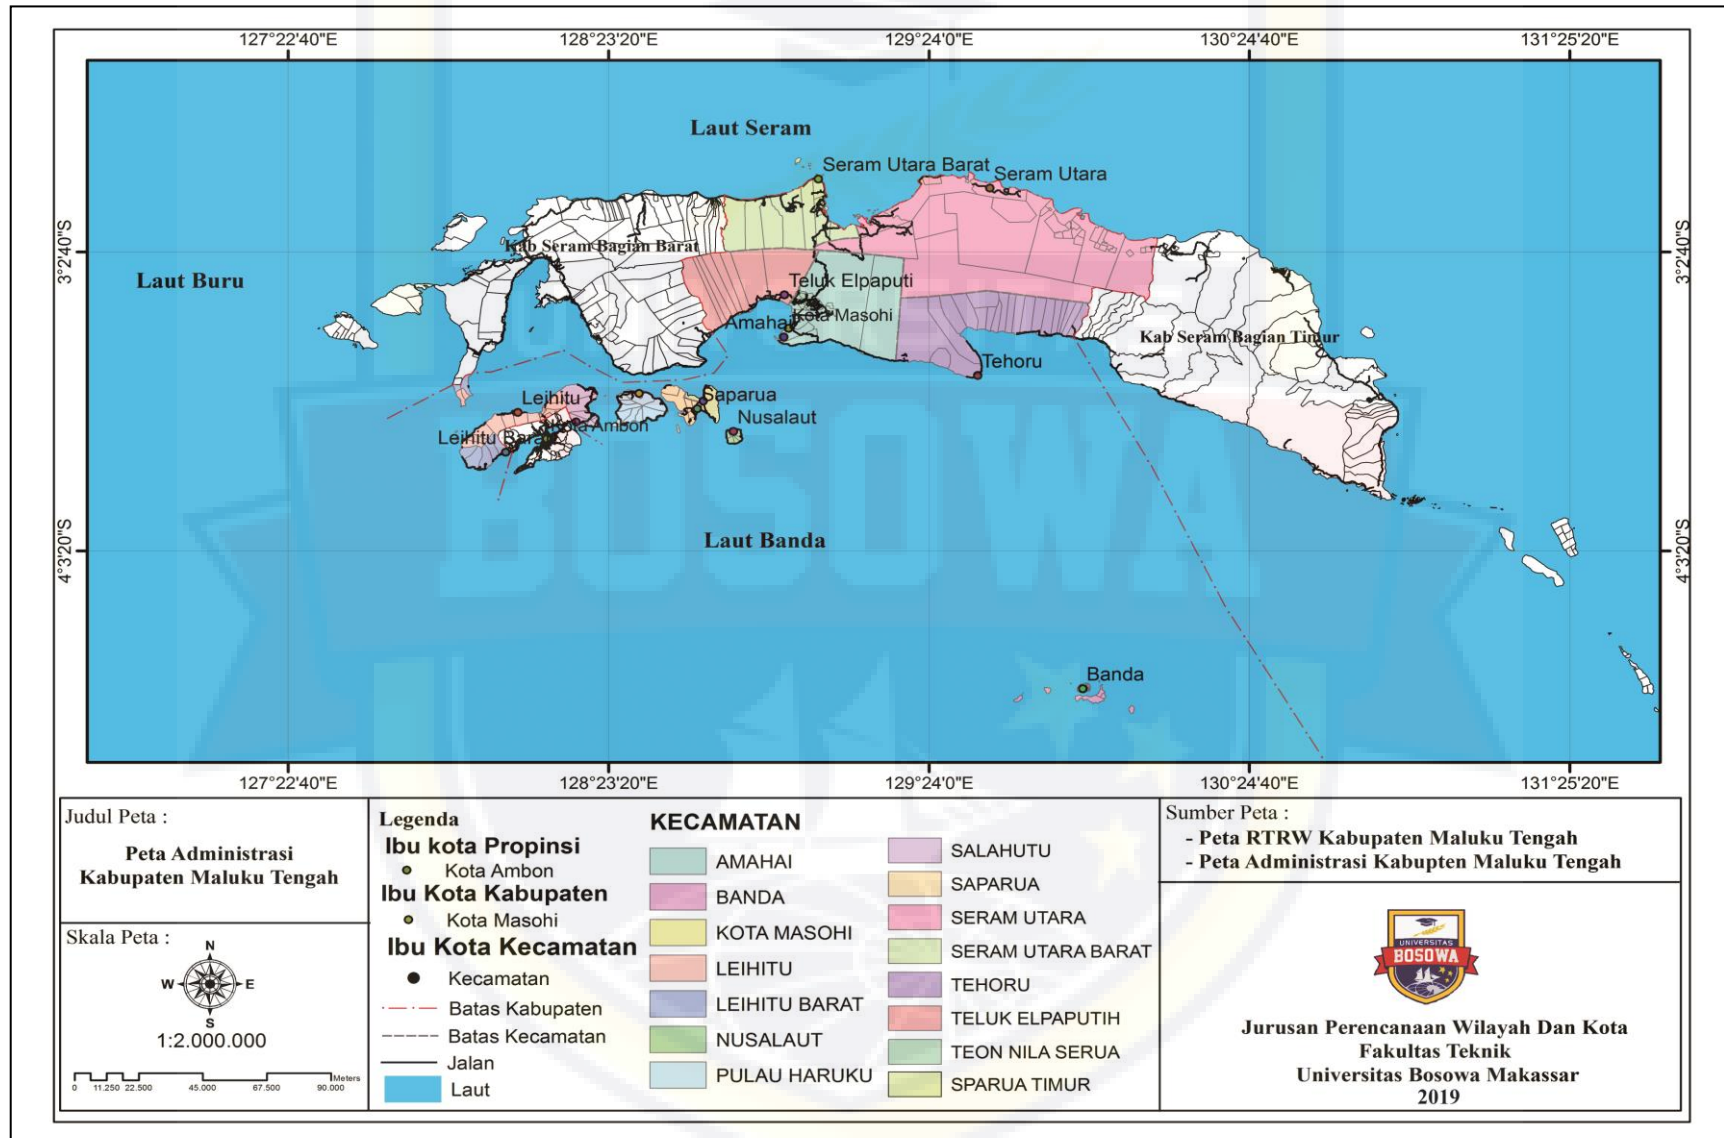 127°22'40"E
128°23'20"E
129°24'0"E
130°24'40"E
131°25'20"E
Laut Seram
Seram Utara Barat
Seram Utara
3°2'40"S
Kab Seram Bagian Barat
3°2'40"S
Laut Buru
Teluk Elpaputi
Kota Masohi
Amahai
Kab Seram Bagian Timur
Tehoru
Leihitu
Saparua
Nusalaut
Kota Ambon
Leihitu Barat
BOSOWA
Laut Banda
4°3'20"S
4°3'20"S
Banda
127°22'40"E
128°23'20"E
129°24'0"E
130°24'40"E
131°25'20"E
Judul Peta :
Peta Administrasi
Kabupaten Maluku Tengah
Skala Peta :
N
W
E
S
1:2.000.000
Meters
0 11.250 22.500 45.000 67.500 90.000
Legenda
Ibu kota Propinsi
Kota Ambon
Ibu Kota Kabupaten
Kota Masohi
Ibu Kota Kecamatan
Kecamatan
Batas Kabupaten
Batas Kecamatan
Jalan
Laut
KECAMATAN
AMAHAI
BANDA
KOTA MASOHI
LEIHITU
LEIHITU BARAT
NUSALAUT
PULAU HARUKU
SALAHUTU
SAPARUA
SERAM UTARA
SERAM UTARA BARAT
TEHORU
TELUK ELPAPUTIH
TEON NILA SERUA
SPARUA TIMUR
Sumber Peta :
- Peta RTRW Kabupaten Maluku Tengah
- Peta Administrasi Kabupten Maluku Tengah
UNIVERSITAS
BOSOWA
Jurusan Perencanaan Wilayah Dan Kota
Fakultas Teknik
Universitas Bosowa Makassar
2019